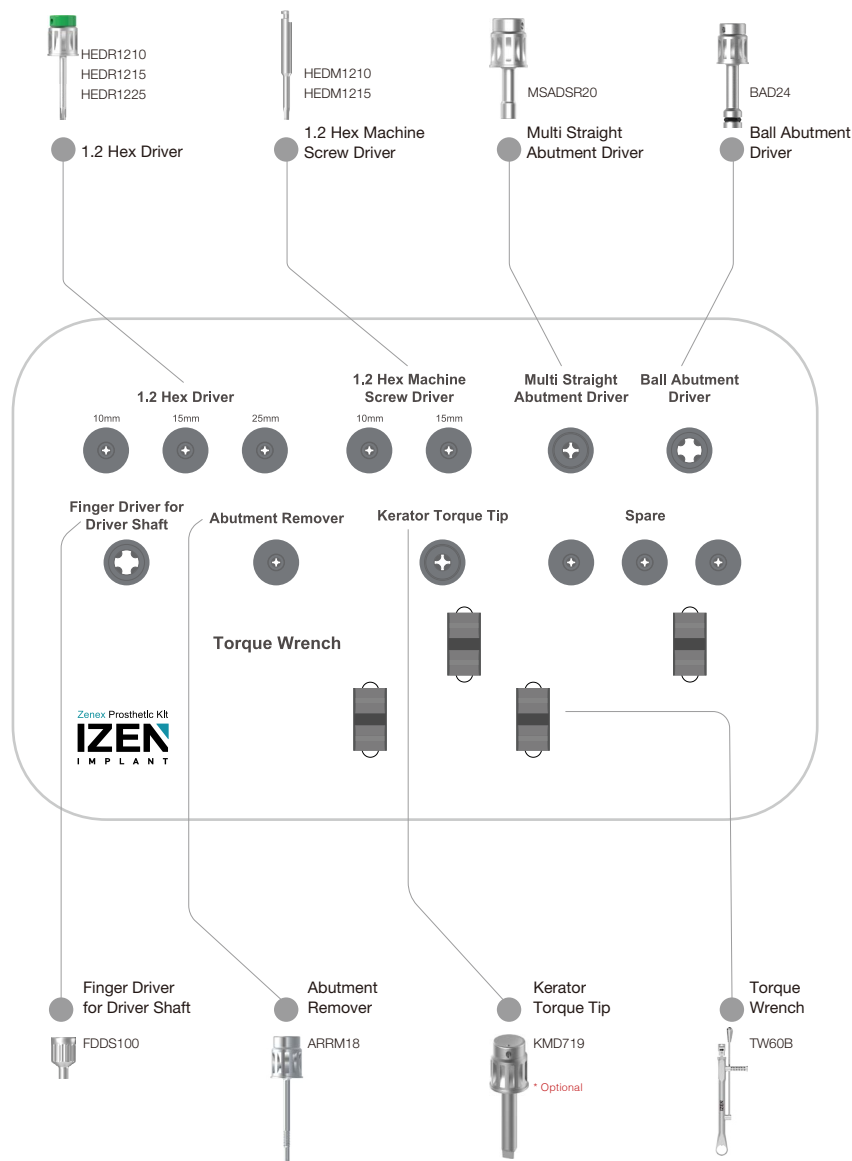 HEDR1210
HEDR1215
HEDR1225
1.2 Hex Driver
HEDM1210
HEDM1215
1.2 Hex Machine
Screw Driver
MSADSR20
Multi Straight
Abutment Driver
BAD24
Ball Abutment
Driver
1.2 Hex Driver
10mm
15mm
25mm
1.2 Hex Machine
Screw Driver
10mm
15mm
Multi Straight
Abutment Driver
Ball Abutment
Driver
Finger Driver for
Driver Shaft
Abutment Remover
Kerator Torque Tip
Spare
Torque Wrench
Zenex Prosthetic Kit
IZEN
IMPLANT
Finger Driver
for Driver Shaft
FDDS100
Abutment
Remover
ARRM18
Kerator
Torque Tip
KMD719
* Optional
Torque
Wrench
TW60B